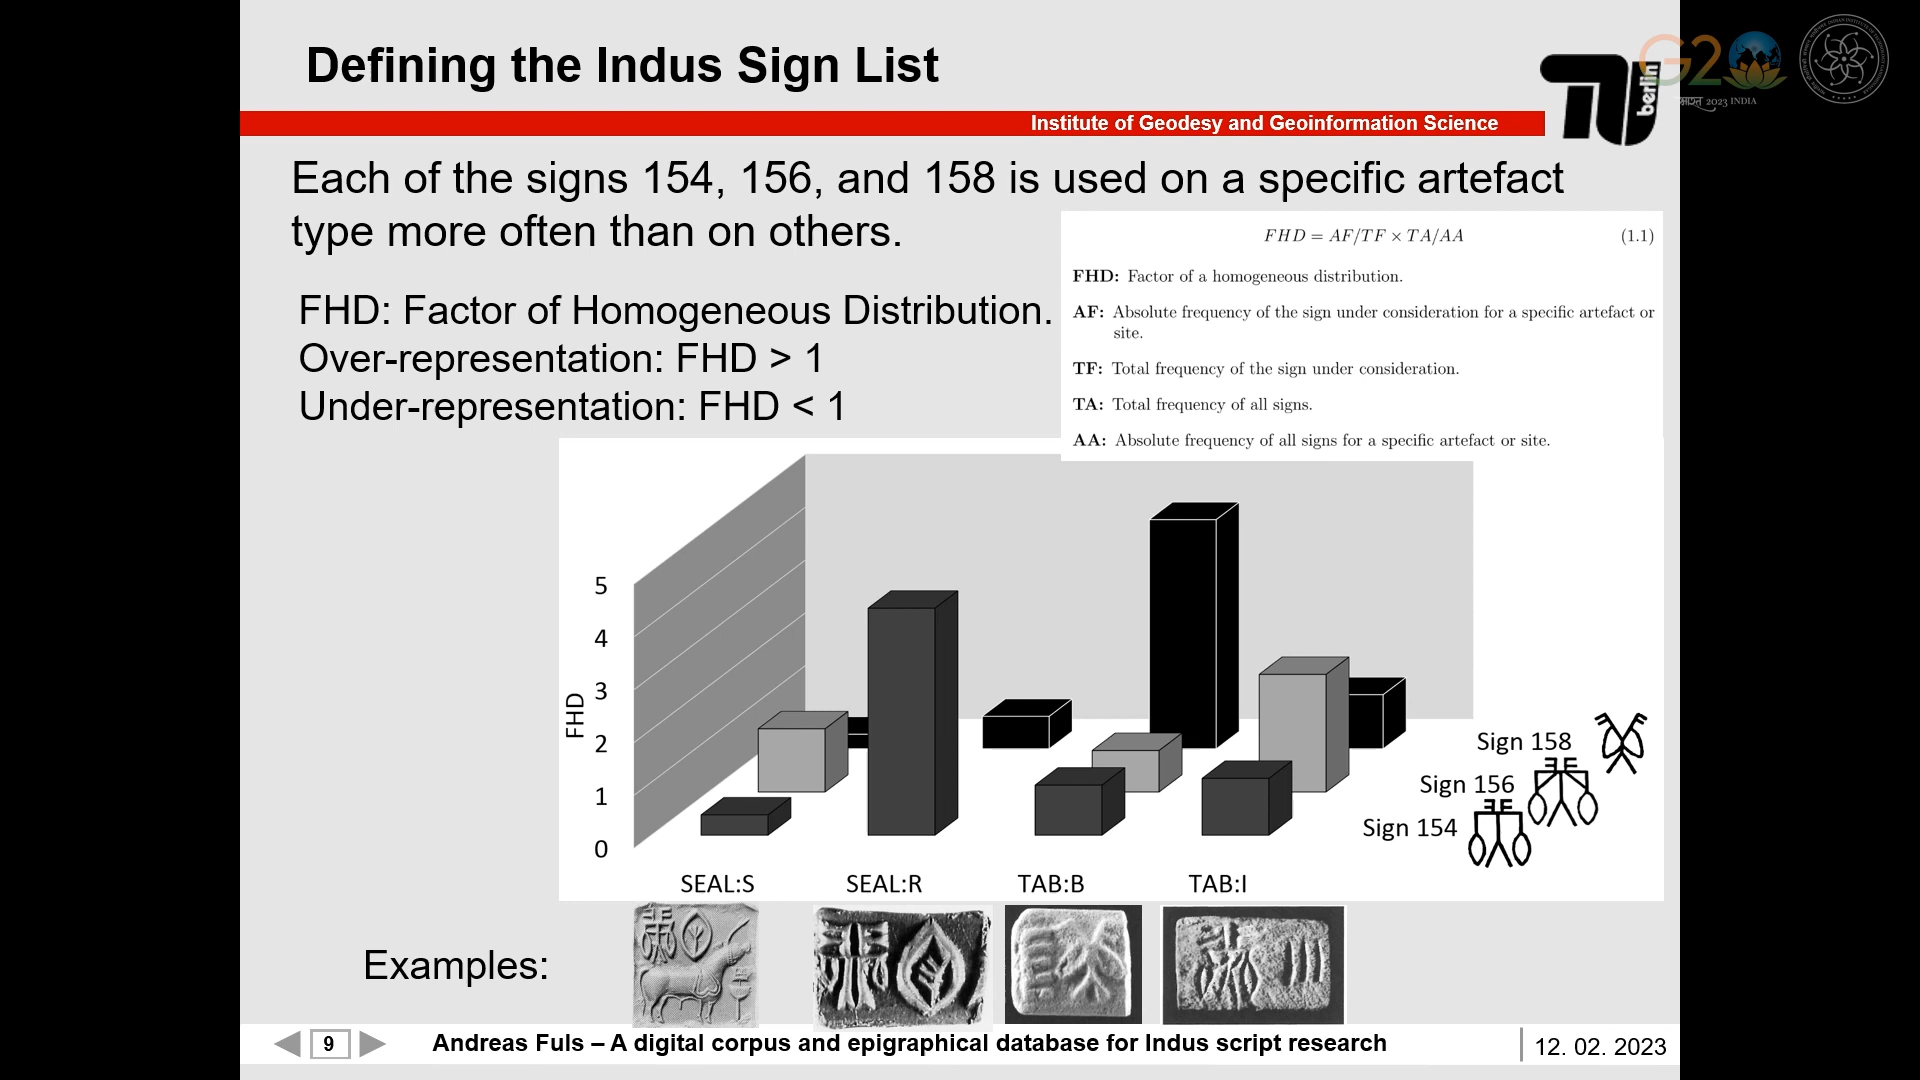 Defining the Indus Sign List
Institute of Geodesy and Geoinformation Science
berlin
G20
भारत 2023 INDIA
Each of the signs 154, 156, and 158 is used on a specific artefact
type more often than on others.
FHD: Factor of Homogeneous Distribution.
Over-representation: FHD > 1
Under-representation: FHD < 1
FHD = AF/TF × TA/AA (1.1)
FHD: Factor of a homogeneous distribution.
AF: Absolute frequency of the sign under consideration for a specific artefact or
site.
TF: Total frequency of the sign under consideration.
TA: Total frequency of all signs.
AA: Absolute frequency of all signs for a specific artefact or site.
5
4
3
2
1
0
FHD
Sign 158
Sign 156
Sign 154
SEAL:S SEAL:R TAB:B TAB:I
Examples:
9
Andreas Fuls – A digital corpus and epigraphical database for Indus script research
12. 02. 2023